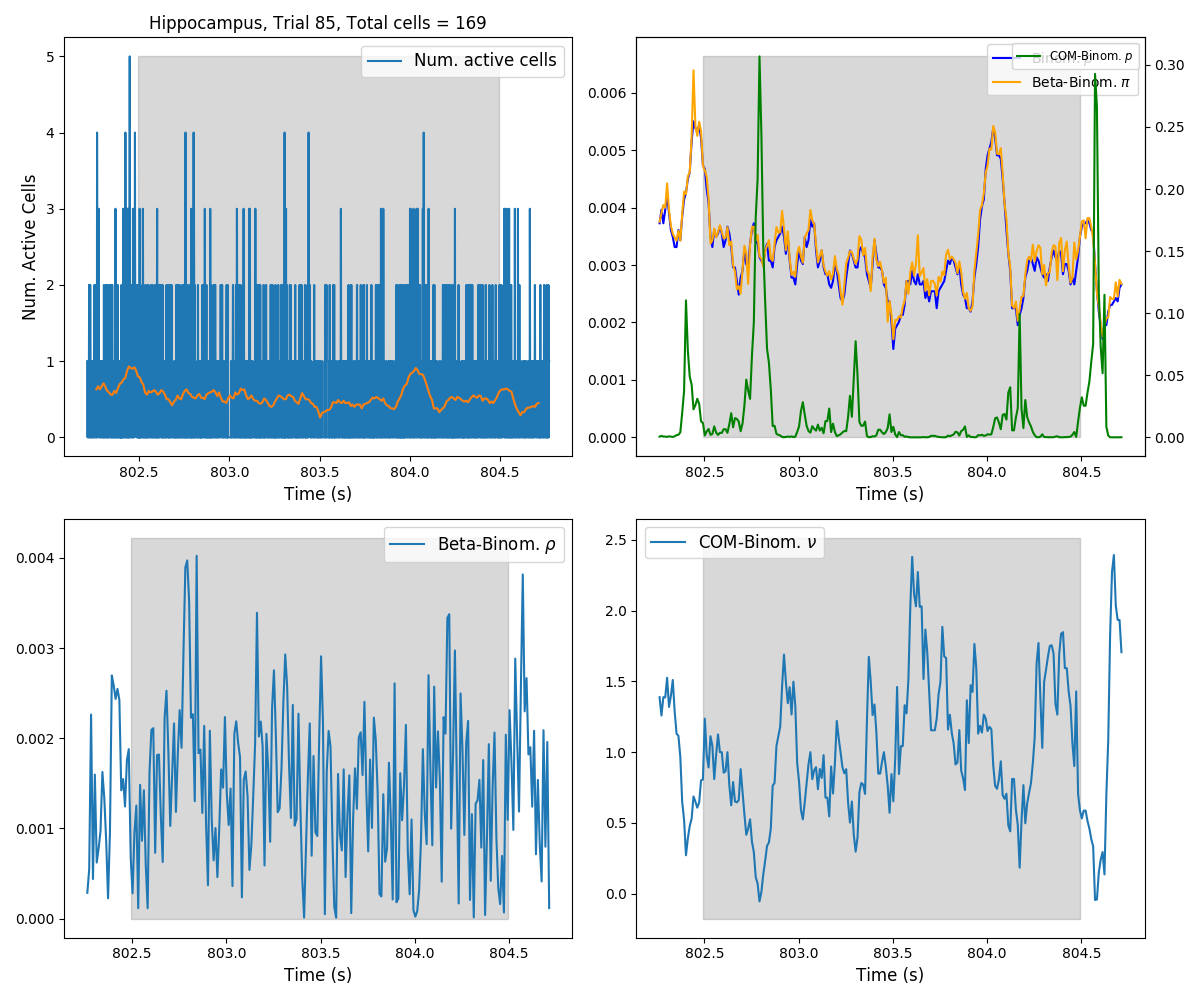 Hippocampus, Trial 85, Total cells = 169
Num. active cells
Num. Active Cells
5
4
3
2
1
0
802.5 803.0 803.5 804.0 804.5
Time (s)
COM-Binom. p
Beta-Binom. π
0.006
0.005
0.004
0.003
0.002
0.001
0.000
0.30
0.25
0.20
0.15
0.10
0.05
0.00
802.5 803.0 803.5 804.0 804.5
Time (s)
Beta-Binom. ρ
0.004
0.003
0.002
0.001
0.000
802.5 803.0 803.5 804.0 804.5
Time (s)
COM-Binom. ν
2.5
2.0
1.5
1.0
0.5
0.0
802.5 803.0 803.5 804.0 804.5
Time (s)